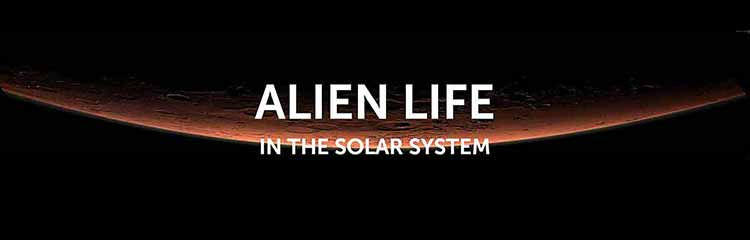 ALIEN LIFE
IN THE SOLAR SYSTEM